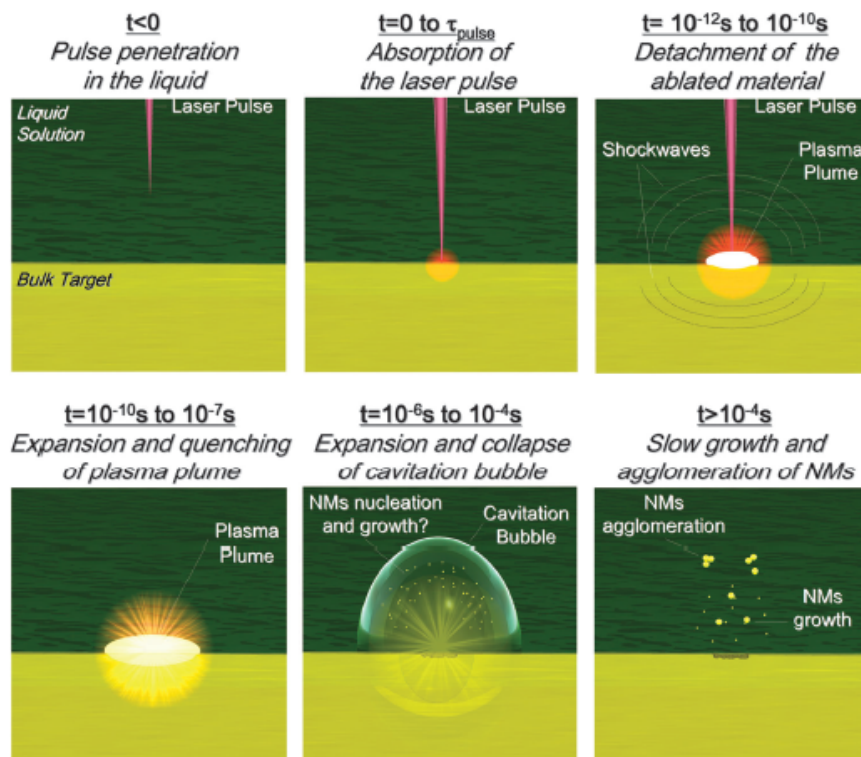 t<0
Pulse penetration
in the liquid
Liquid
Solution
Laser Pulse
Bulk Target
t=0 to τpulse
Absorption of
the laser pulse
Laser Pulse
t= 10⁻¹²s to 10⁻¹⁰s
Detachment of the
ablated material
Laser Pulse
Shockwaves
Plasma
Plume
t=10⁻¹⁰s to 10⁻⁷s
Expansion and quenching
of plasma plume
Plasma
Plume
t=10⁻⁶s to 10⁻⁴s
Expansion and collapse
of cavitation bubble
NMs nucleation
and growth?
Cavitation
Bubble
t>10⁻⁴s
Slow growth and
agglomeration of NMs
NMs
agglomeration
NMs
growth